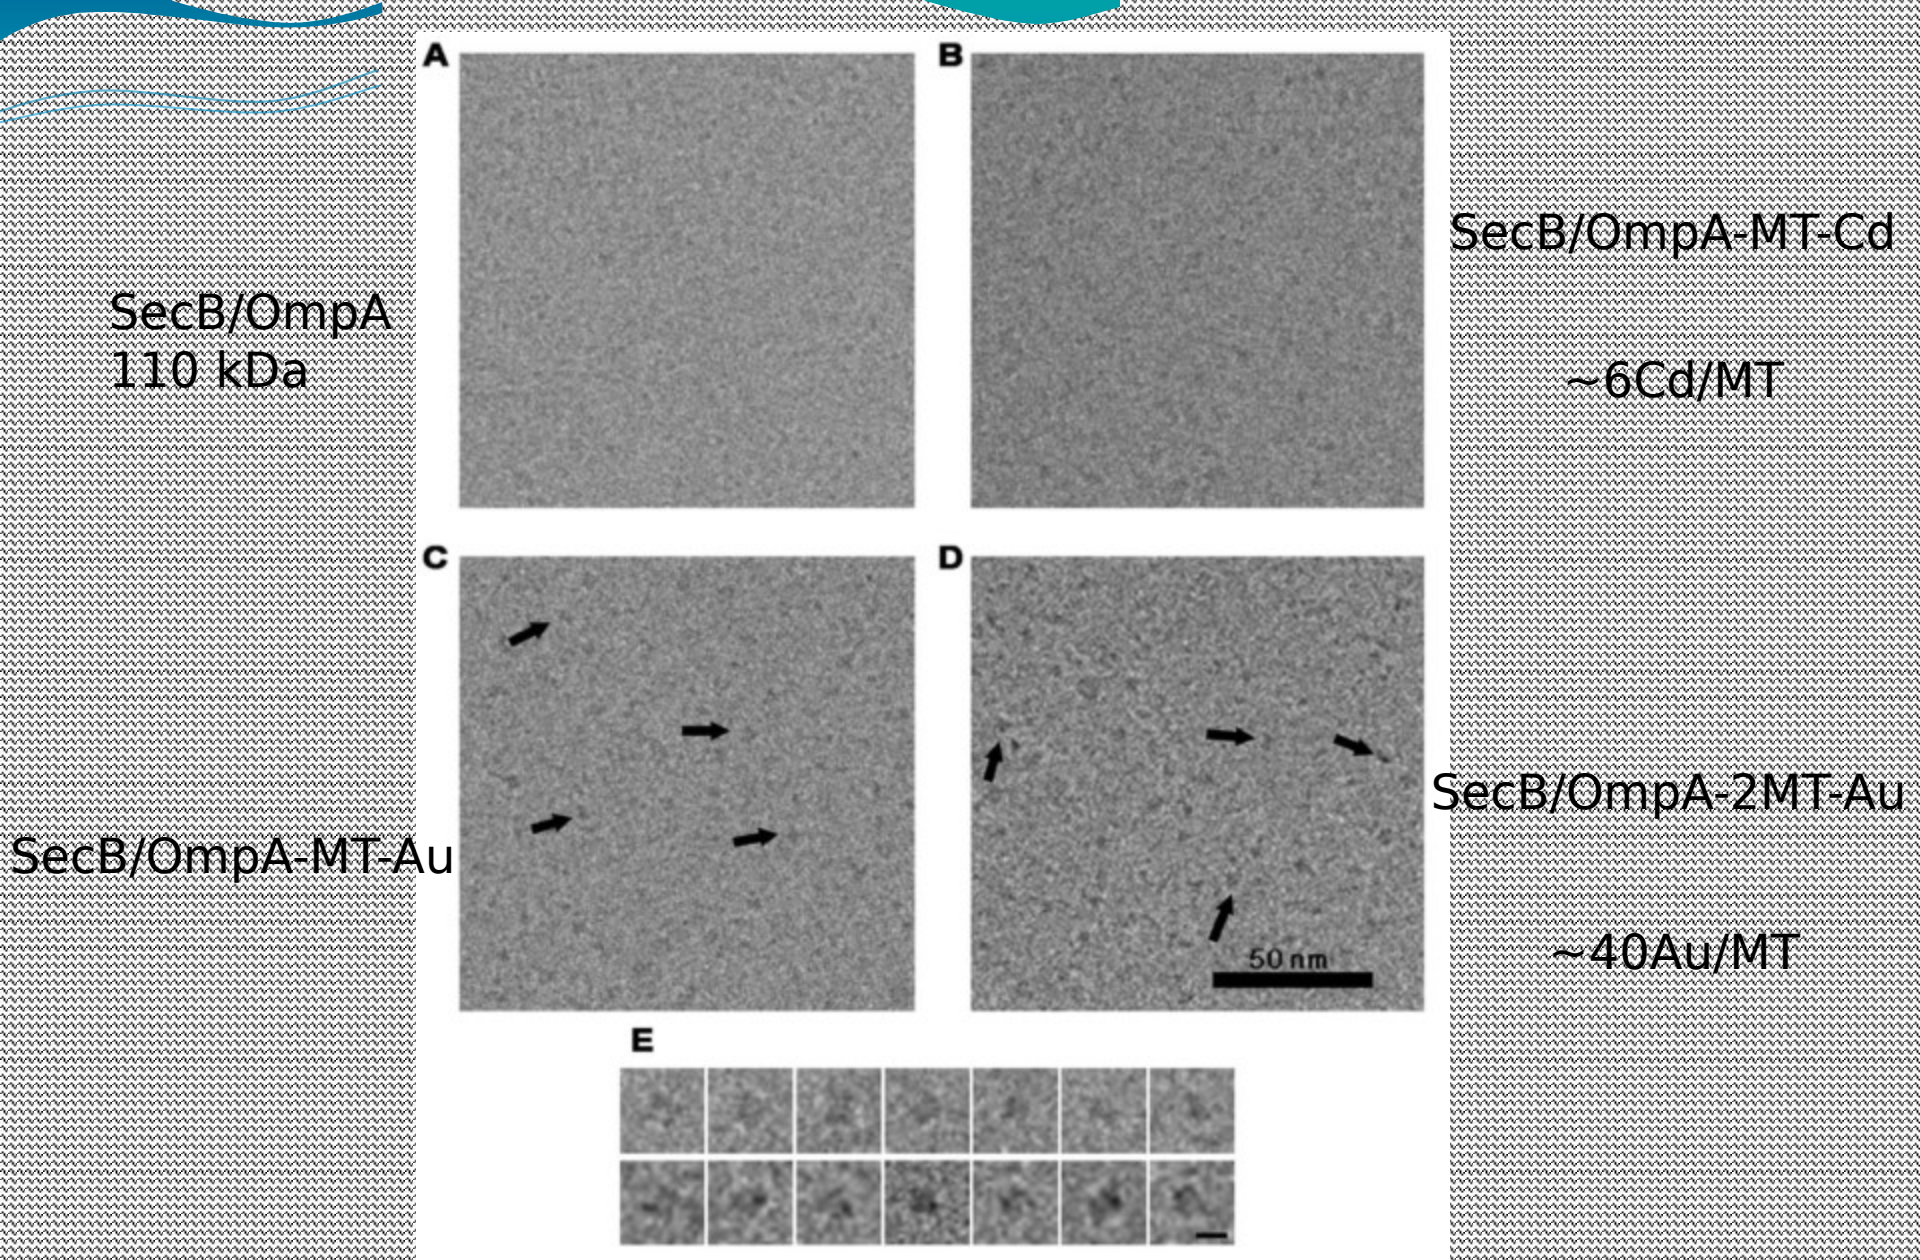 A
B
SecB/OmpA-MT-Cd
SecB/OmpA
110 kDa
~6Cd/MT
C
D
SecB/OmpA-2MT-Au
SecB/OmpA-MT-Au
~40Au/MT
50 nm
E